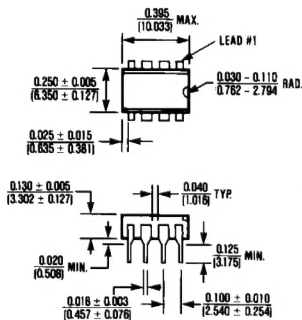 0.395
(10.033) MAX.
LEAD #1
0.250 ± 0.005
(6.350 ± 0.127)
0.030 – 0.110
0.762 – 2.794 RAD.
0.025 ± 0.015
(0.635 ± 0.381)
0.130 ± 0.005
(3.302 ± 0.127)
0.040
(1.016) TYP.
0.020
(0.508) MIN.
0.125
(3.175) MIN.
0.018 ± 0.003
(0.457 ± 0.076)
0.100 ± 0.010
(2.540 ± 0.254)